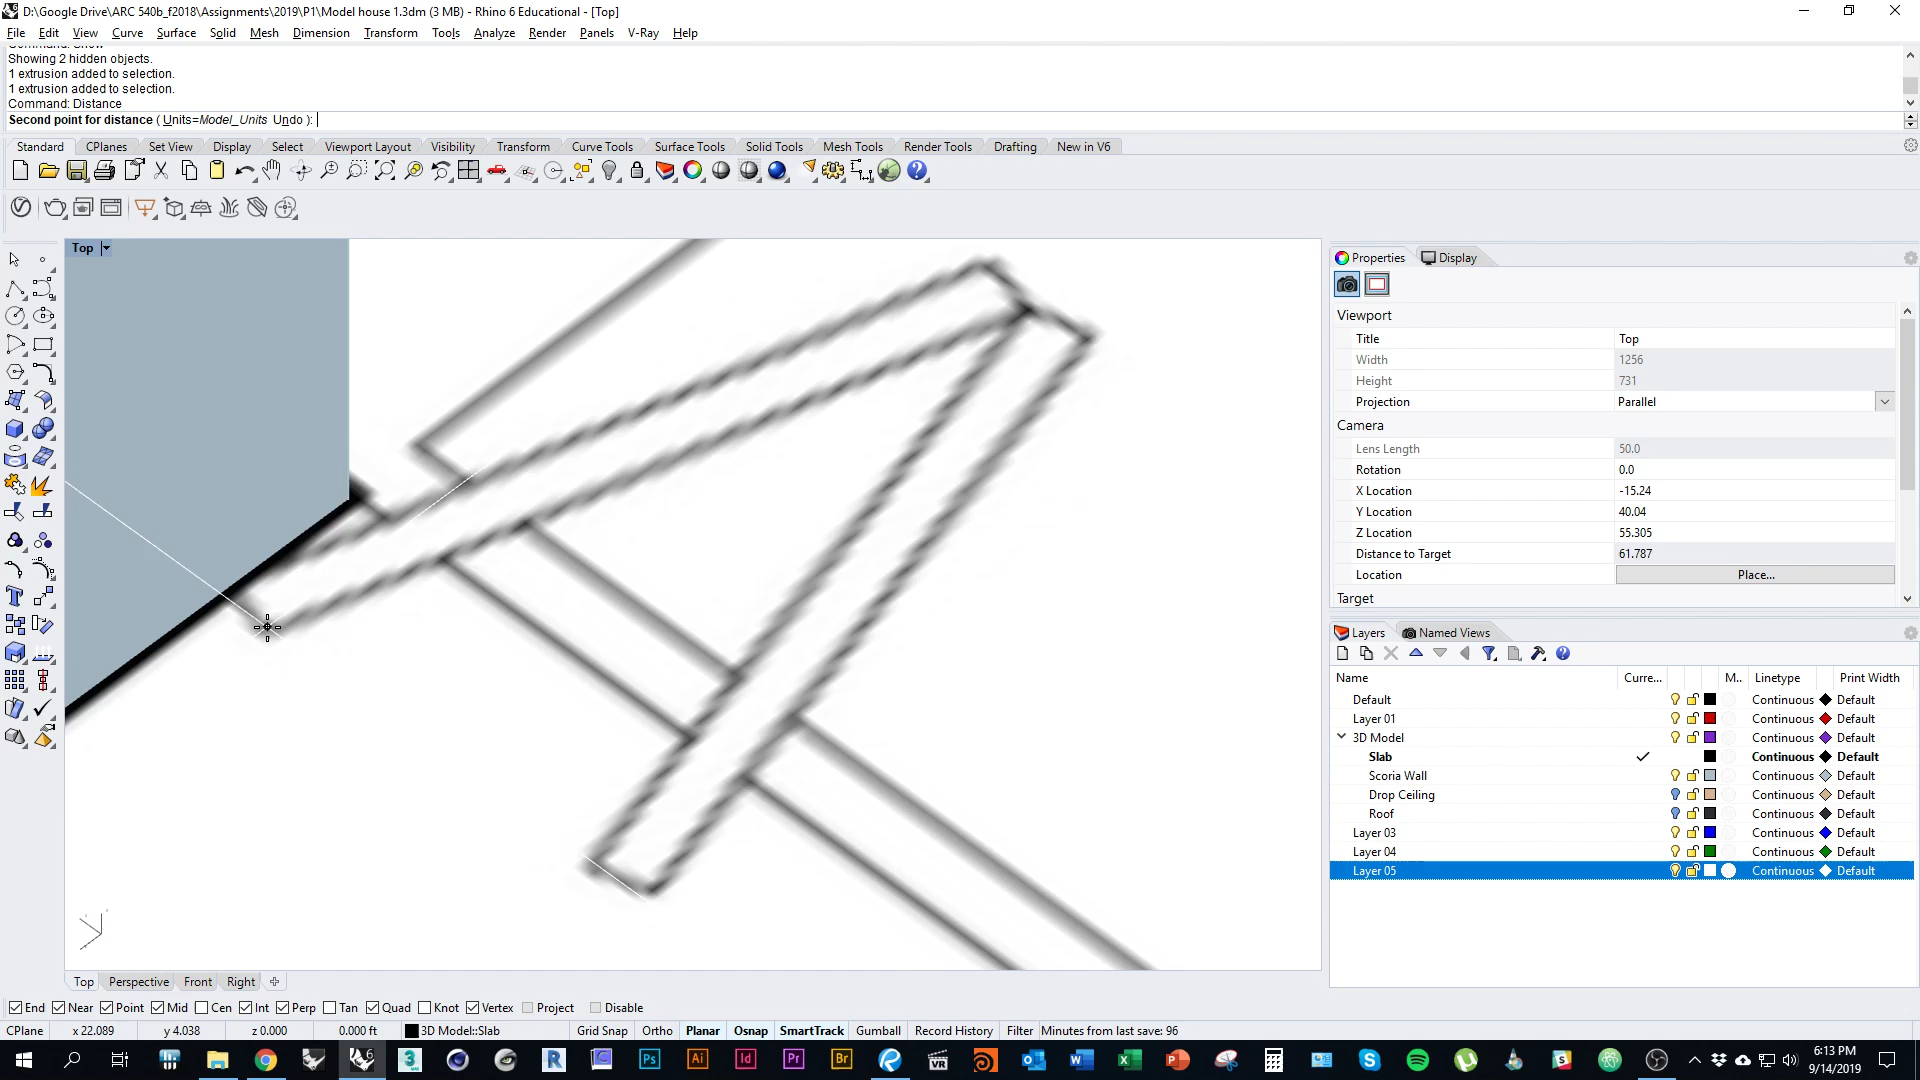 D:\Google Drive\ARC 540b_f2018\Assignments\2019\P1\Model house 1.3dm (3 MB) - Rhino 6 Educational - [Top]
File Edit View Curve Surface Solid Mesh Dimension Transform Tools Analyze Render Panels V-Ray Help
Showing 2 hidden objects.
1 extrusion added to selection.
1 extrusion added to selection.
Command: Distance
Second point for distance ( Units=Model_Units Undo ):
Standard CPlanes Set View Display Select Viewport Layout Visibility Transform Curve Tools Surface Tools Solid Tools Mesh Tools Render Tools Drafting New in V6
Top
Properties Display
Viewport
Title Top
Width 1256
Height 731
Projection Parallel
Camera
Lens Length 50.0
Rotation 0.0
X Location -15.24
Y Location 40.04
Z Location 55.305
Distance to Target 61.787
Location Place...
Target
Layers Named Views
Name Curre... M.. Linetype Print Width
Default Continuous Default
Layer 01 Continuous Default
3D Model Continuous Default
Slab Continuous Default
Scoria Wall Continuous Default
Drop Ceiling Continuous Default
Roof Continuous Default
Layer 03 Continuous Default
Layer 04 Continuous Default
Layer 05 Continuous Default
Top Perspective Front Right
End Near Point Mid Cen Int Perp Tan Quad Knot Vertex Project Disable
CPlane x 22.089 y 4.038 z 0.000 0.000 ft 3D Model::Slab Grid Snap Ortho Planar Osnap SmartTrack Gumball Record History Filter Minutes from last save: 96
6:13 PM
9/14/2019